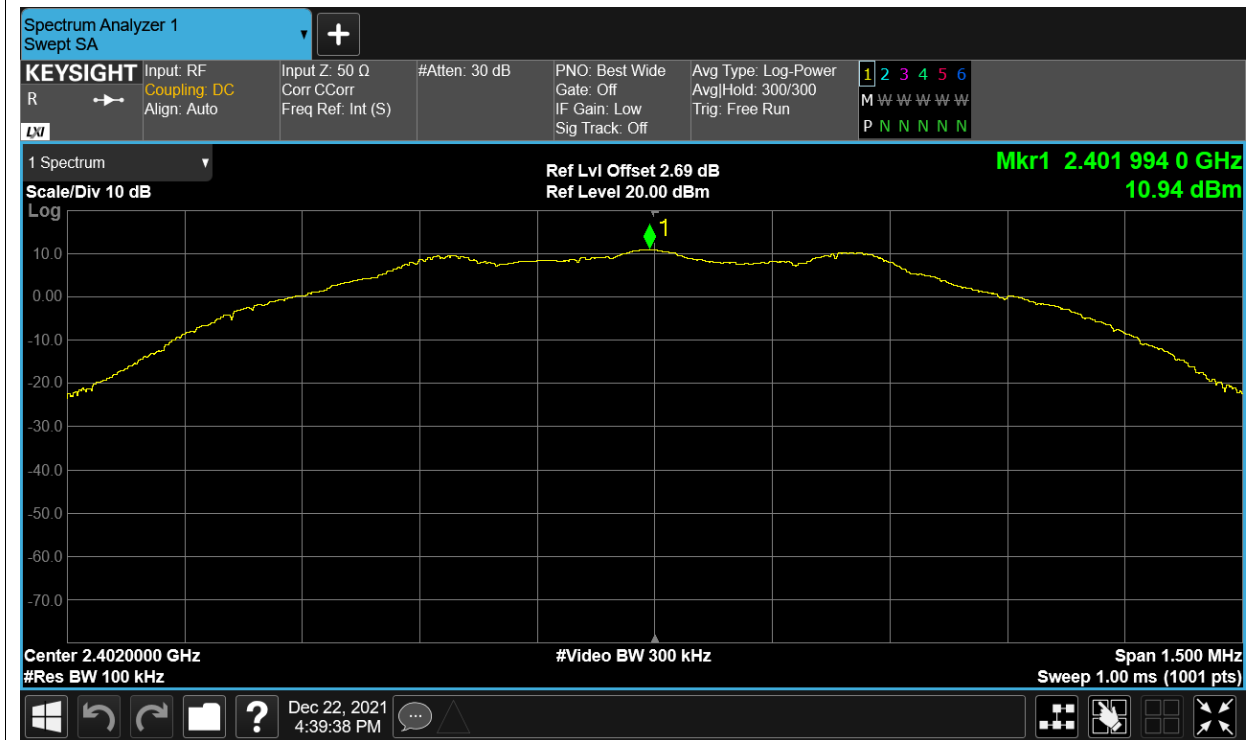 Spectrum Analyzer 1
Swept SA
KEYSIGHT
R
LXI
Input: RF
Coupling: DC
Align: Auto
Input Z: 50 Ω
Corr CCorr
Freq Ref: Int (S)
#Atten: 30 dB
PNO: Best Wide
Gate: Off
IF Gain: Low
Sig Track: Off
Avg Type: Log-Power
Avg|Hold: 300/300
Trig: Free Run
1 2 3 4 5 6
M W W W W W
P N N N N N
1 Spectrum
Scale/Div 10 dB
Log
Ref Lvl Offset 2.69 dB
Ref Level 20.00 dBm
Mkr1 2.401 994 0 GHz
10.94 dBm
1
10.0
0.00
-10.0
-20.0
-30.0
-40.0
-50.0
-60.0
-70.0
Center 2.4020000 GHz
#Res BW 100 kHz
#Video BW 300 kHz
Span 1.500 MHz
Sweep 1.00 ms (1001 pts)
?
Dec 22, 2021
4:39:38 PM